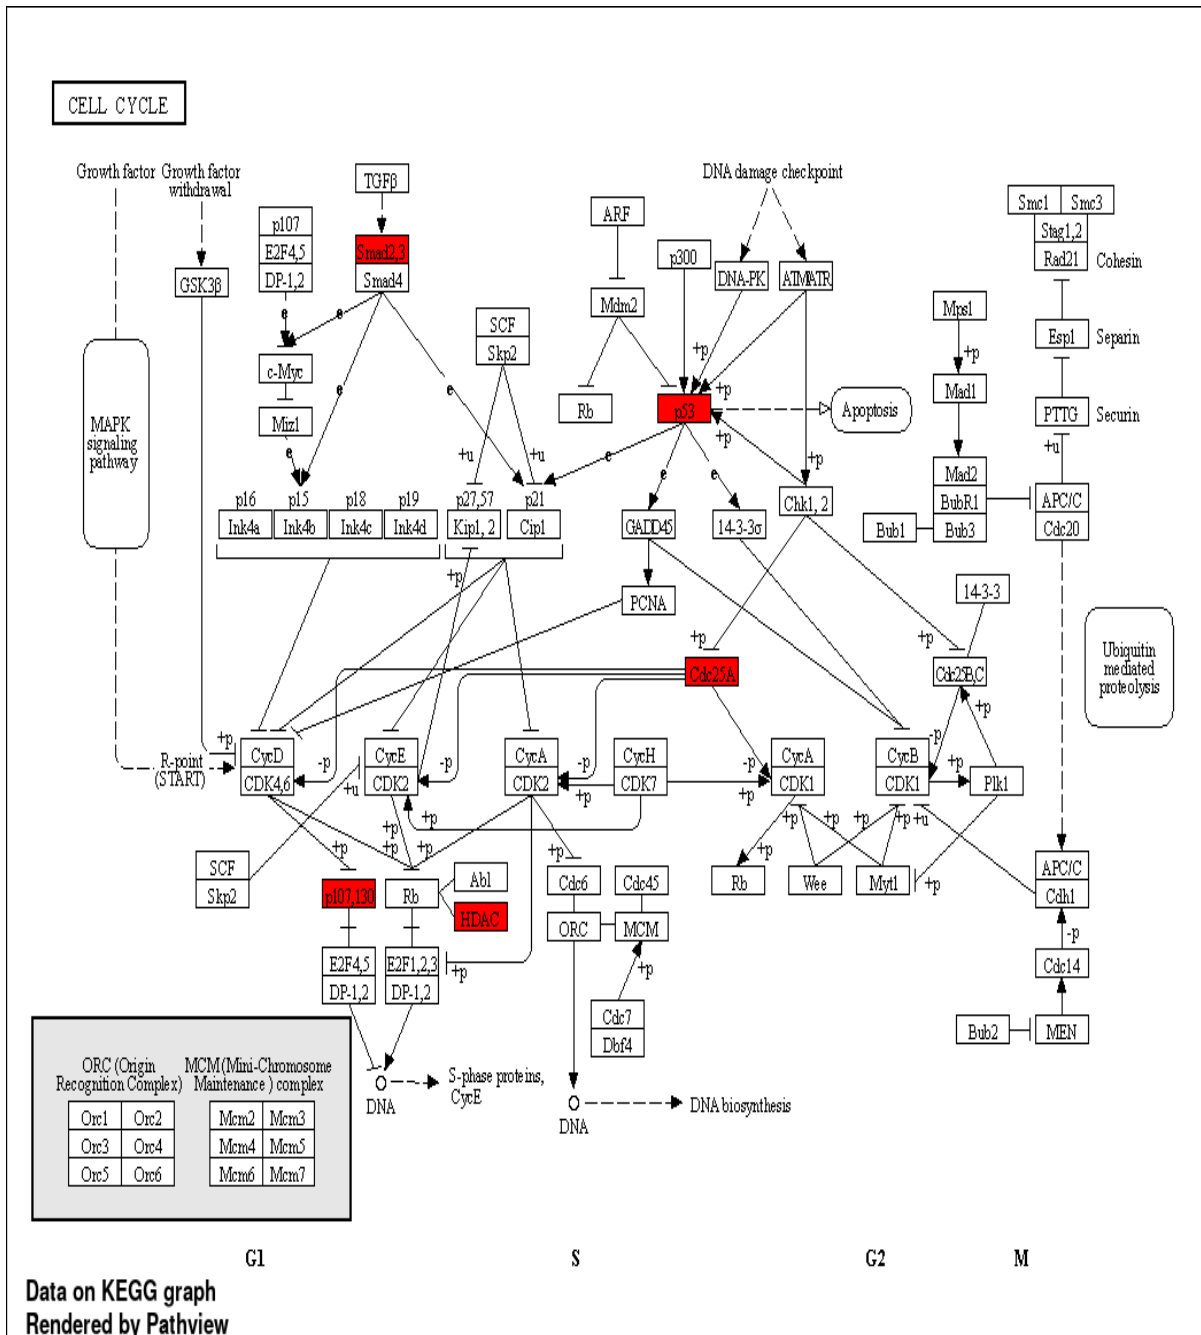 CELL CYCLE
Growth factor
Growth factor
withdrawal
TGFβ
DNA damage checkpoint
Smc1
Smc3
Stag1,2
Rad21
Cohesin
p107
E2F4,5
DP-1,2
Smad2,3
Smad4
ARF
p300
DNA-PK
ATM/ATR
GSK3β
Mdm2
SCF
Skp2
Mps1
+p
Esp1
Separin
e
e
c-Myc
e
+p
+p
Mad1
Miz1
Rb
p53
Apoptosis
PTTG
Securin
MAPK
signaling
pathway
e
+u
+u
e
e
e
+p
+p
+u
Mad2
BubR1
Bub3
Bub1
APC/C
Cdc20
p16
p15
p18
p19
p27,57
p21
Ink4a
Ink4b
Ink4c
Ink4d
Kip1, 2
Cip1
GADD45
14-3-3σ
Chk1, 2
+p
PCNA
14-3-3
+p
+p
Cdc25A
Cdc25B,C
Ubiquitin
mediated
proteolysis
+p
R-point
(START)
+p
CycD
CDK4,6
-p
CycE
CDK2
-p
CycA
CDK2
-p
+p
CycH
CDK7
-p
+p
CycA
CDK1
CycB
CDK1
-p
+p
Plk1
+u
+p
+p
+p
+p
+p
+p
+p
+p
+p
+p
+u
+p
+p
SCF
Skp2
p107,130
Rb
Abl
HDAC
Cdc6
Cdc45
Rb
Wee
Myt1
APC/C
Cdh1
ORC
MCM
-p
E2F4,5
DP-1,2
E2F1,2,3
DP-1,2
+p
+p
Cdc14
Cdc7
Dbf4
Bub2
MEN
DNA
S-phase proteins,
CycE
DNA
DNA biosynthesis
ORC (Origin
Recognition Complex)
MCM (Mini-Chromosome
Maintenance ) complex
Orc1
Orc2
Mcm2
Mcm3
Orc3
Orc4
Mcm4
Mcm5
Orc5
Orc6
Mcm6
Mcm7
G1
S
G2
M
Data on KEGG graph
Rendered by Pathview